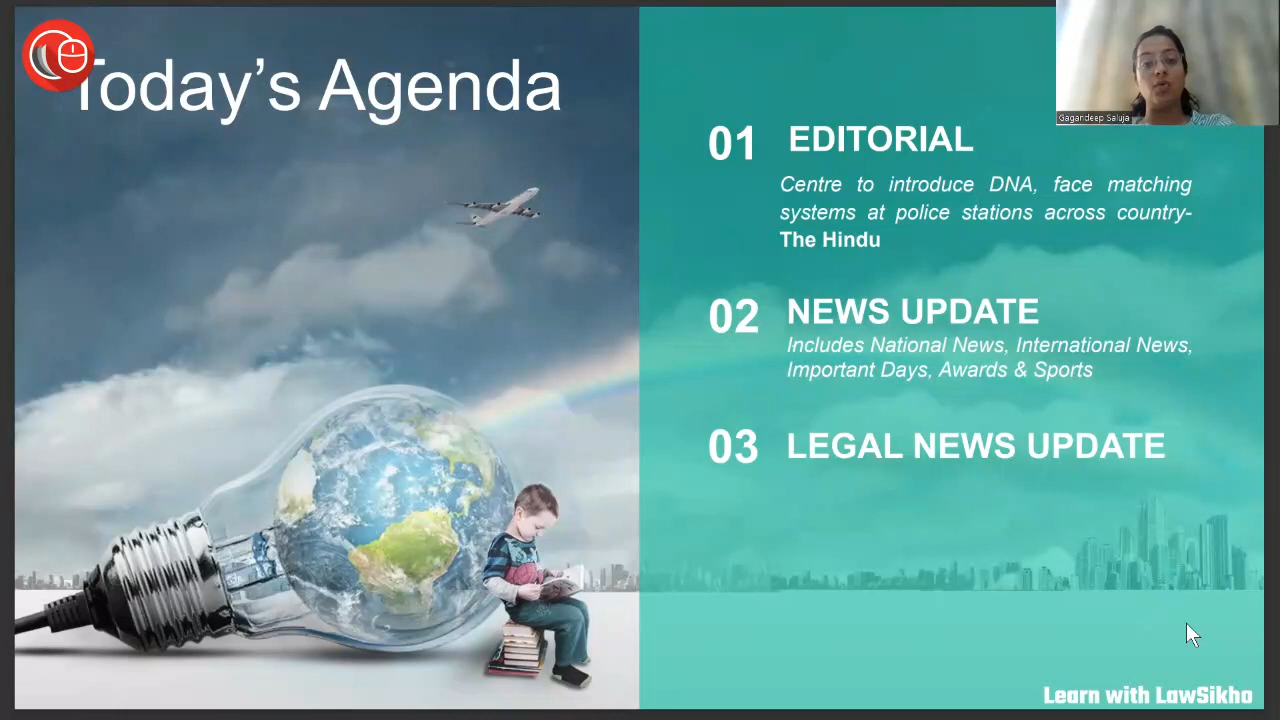 Today's Agenda
Gagandeep Saluja
01 EDITORIAL
Centre to introduce DNA, face matching
systems at police stations across country-
The Hindu
02 NEWS UPDATE
Includes National News, International News,
Important Days, Awards & Sports
03 LEGAL NEWS UPDATE
Learn with LawSikho